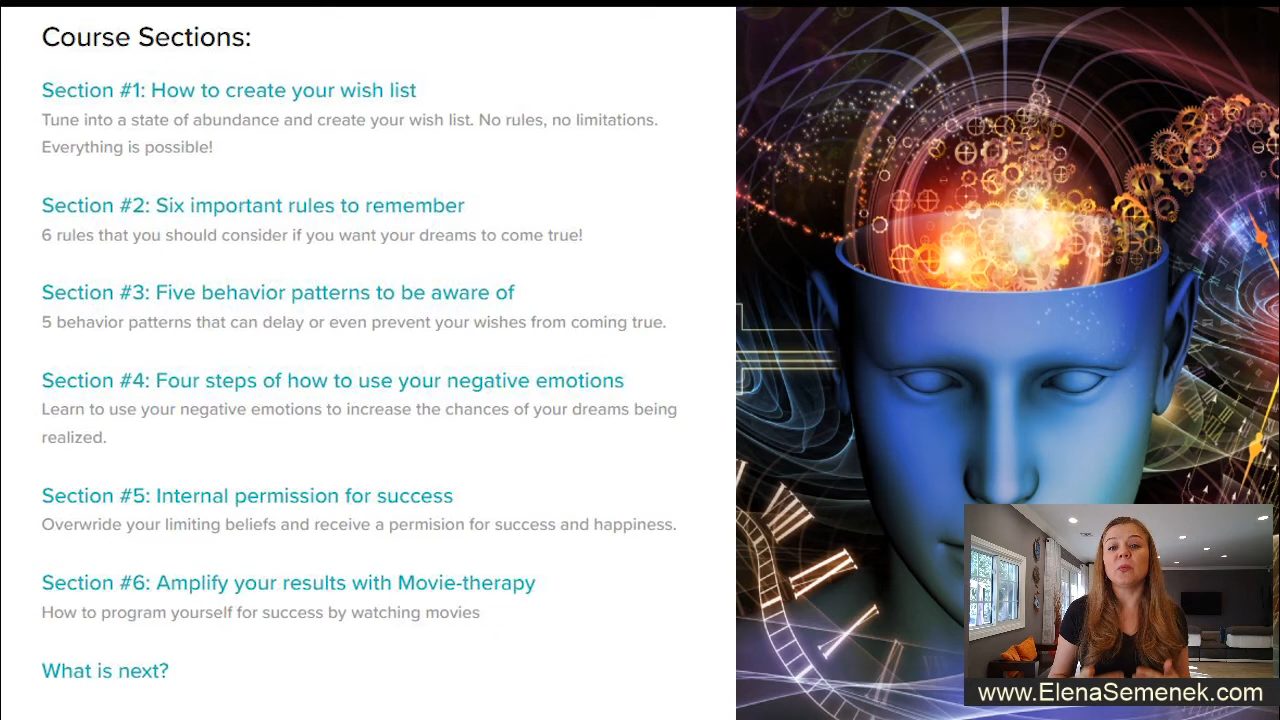 Course Sections:
Section #1: How to create your wish list
Tune into a state of abundance and create your wish list. No rules, no limitations.
Everything is possible!
Section #2: Six important rules to remember
6 rules that you should consider if you want your dreams to come true!
Section #3: Five behavior patterns to be aware of
5 behavior patterns that can delay or even prevent your wishes from coming true.
Section #4: Four steps of how to use your negative emotions
Learn to use your negative emotions to increase the chances of your dreams being
realized.
Section #5: Internal permission for success
Overwride your limiting beliefs and receive a permision for success and happiness.
Section #6: Amplify your results with Movie-therapy
How to program yourself for success by watching movies
What is next?
www.ElenaSemenek.com